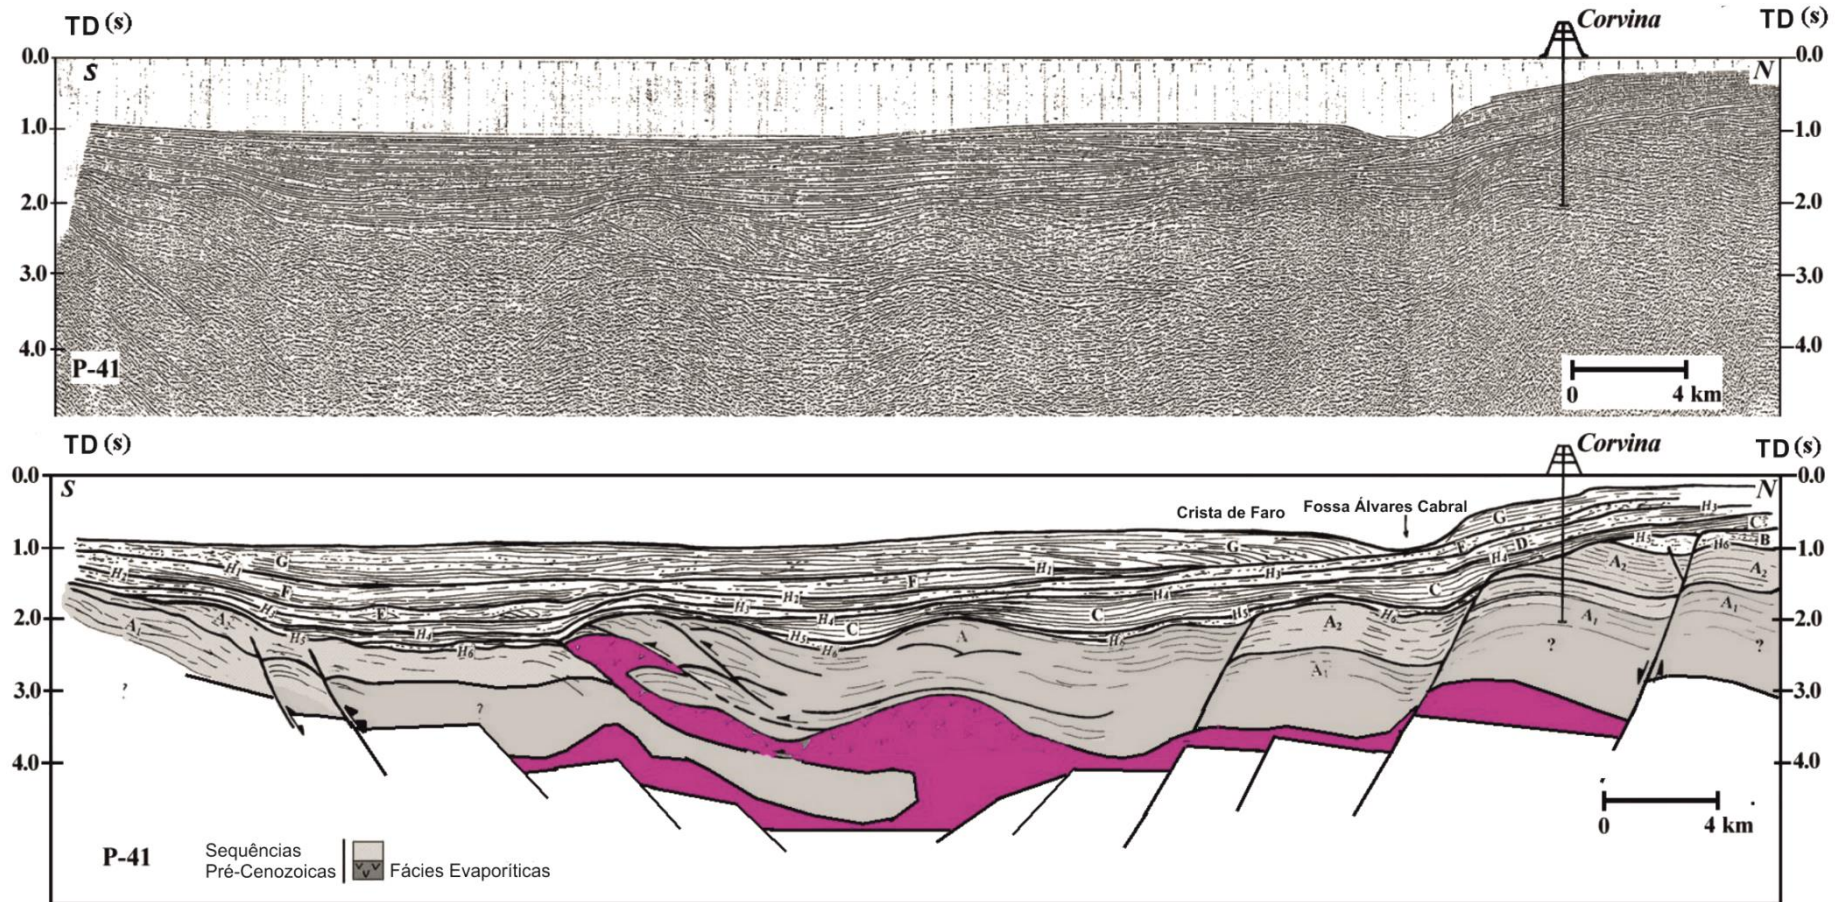 TD (s)
Corvina
TD (s)
0.0
S
N
0.0
1.0
1.0
2.0
2.0
3.0
3.0
4.0
4.0
P-41
0 4 km
TD (s)
Corvina
TD (s)
0.0
S
N
0.0
Crista de Faro
Fossa Álvares Cabral
G
H3
C
1.0
G
H1
G
H1
F
H3
F
H4
D
H5
H6
B
1.0
H2
F
E
H2
H3
H4
C
H4
C
A2
A2
A1
2.0
A1
A2
H5
H5
H4
H6
H5
H6
C
A
H6
H5
A2
H6
A1
2.0
?
?
A1
3.0
?
?
3.0
4.0
4.0
0 4 km
P-41
Sequências
Pré-Cenozoicas
Fácies Evaporíticas